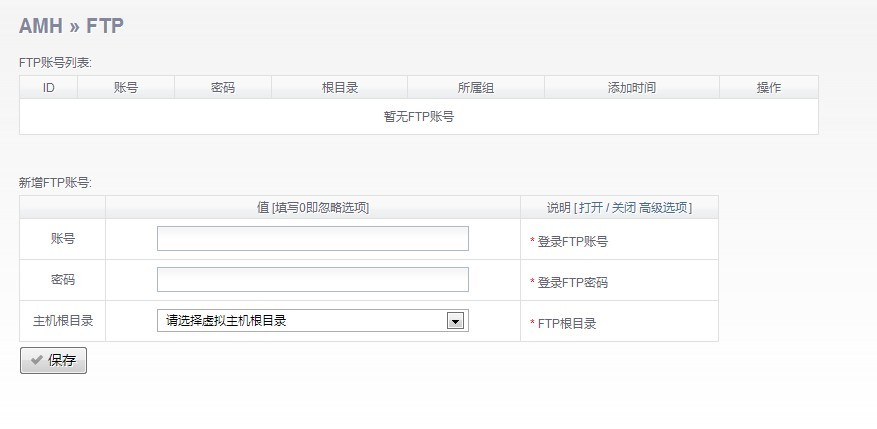 AMH » FTP
FTP账号列表:
ID 账号 密码 根目录 所属组 添加时间 操作
暂无FTP账号
新增FTP账号:
值 [填写0即忽略选项] 说明 [ 打开 / 关闭 高级选项 ]
账号 * 登录FTP账号
密码 * 登录FTP密码
主机根目录 请选择虚拟主机根目录 * FTP根目录
保存